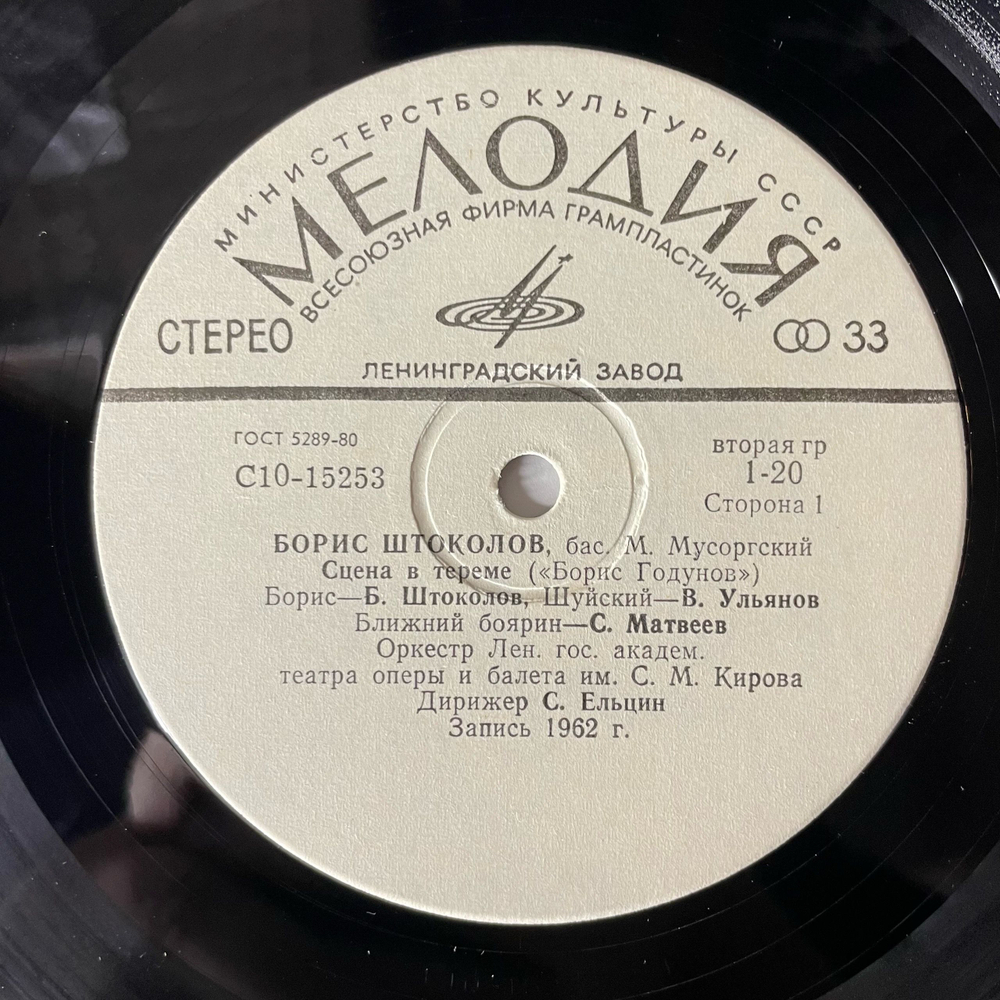 МИНИСТЕРСТВО КУЛЬТУРЫ СССР
МЕЛОДИЯ
ВСЕСОЮЗНАЯ ФИРМА ГРАМПЛАСТИНОК
СТЕРЕО
33
ЛЕНИНГРАДСКИЙ ЗАВОД
ГОСТ 5289-80
С10-15253
вторая гр
1-20
Сторона 1
БОРИС ШТОКОЛОВ, бас. М. Мусоргский
Сцена в тереме («Борис Годунов»)
Борис—Б. Штоколов, Шуйский—В. Ульянов
Ближний боярин—С. Матвеев
Оркестр Лен. гос. академ.
театра оперы и балета им. С. М. Кирова
Дирижер С. Ельцин
Запись 1962 г.